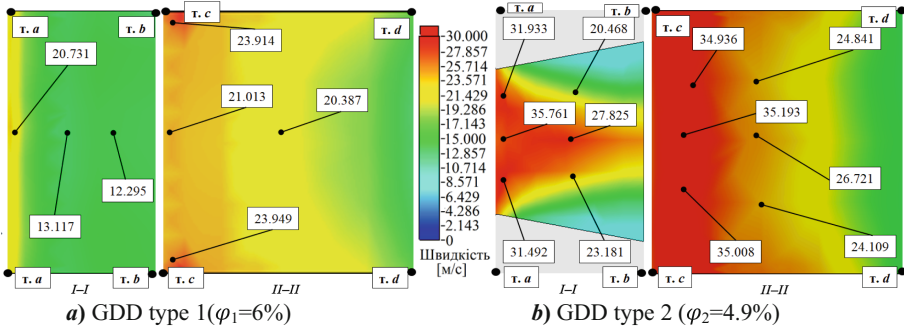 т. a
т. b
т. c
т. d
20.731
23.914
21.013
20.387
12.295
13.117
23.949
т. a
т. b
т. c
т. d
I–I
II–II
30.000
25.714
23.571
21.429
19.286
17.143
15.000
12.857
10.714
8.571
6.429
4.286
2.143
0
Швидкість
[м/с]
т. a
т. b
т. c
т. d
31.933
20.468
34.936
24.841
35.761
27.825
35.193
26.721
31.492
23.181
35.008
24.109
т. a
т. b
т. c
т. d
I–I
II–II
a) GDD type 1(φ1=6%)
b) GDD type 2 (φ2=4.9%)